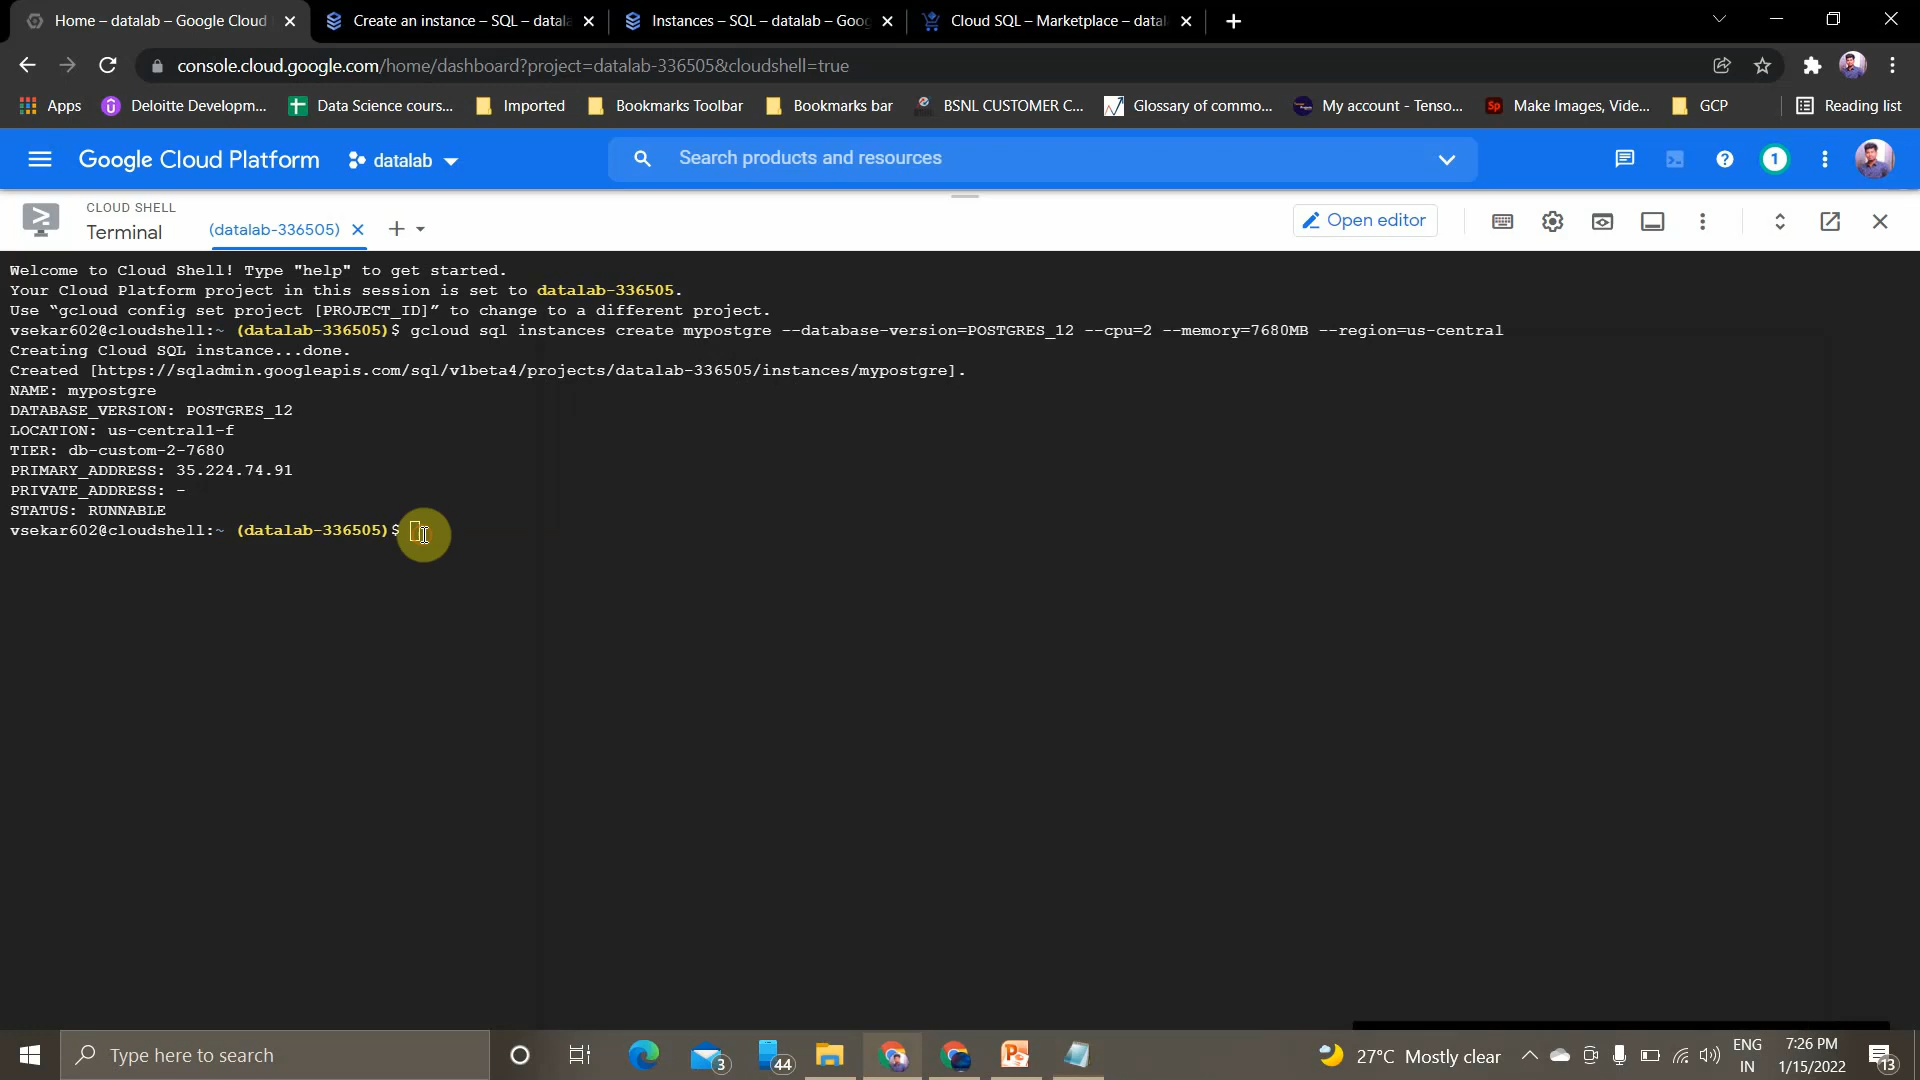 Home – datalab – Google Cloud
Create an instance – SQL – datala
Instances – SQL – datalab – Goog
Cloud SQL – Marketplace – datal
console.cloud.google.com/home/dashboard?project=datalab-336505&cloudshell=true
Apps
Deloitte Developm...
Data Science cours...
Imported
Bookmarks Toolbar
Bookmarks bar
BSNL CUSTOMER C...
Glossary of commo...
My account - Tenso...
Sp
Make Images, Vide...
GCP
Reading list
Google Cloud Platform
datalab
Search products and resources
1
CLOUD SHELL
Terminal
(datalab-336505)
Open editor
Welcome to Cloud Shell! Type "help" to get started.
Your Cloud Platform project in this session is set to datalab-336505.
Use “gcloud config set project [PROJECT_ID]” to change to a different project.
vsekar602@cloudshell:~ (datalab-336505)$ gcloud sql instances create mypostgre --database-version=POSTGRES_12 --cpu=2 --memory=7680MB --region=us-central
Creating Cloud SQL instance...done.
Created [https://sqladmin.googleapis.com/sql/v1beta4/projects/datalab-336505/instances/mypostgre].
NAME: mypostgre
DATABASE_VERSION: POSTGRES_12
LOCATION: us-central1-f
TIER: db-custom-2-7680
PRIMARY_ADDRESS: 35.224.74.91
PRIVATE_ADDRESS: -
STATUS: RUNNABLE
vsekar602@cloudshell:~ (datalab-336505)$
Type here to search
3
44
27°C Mostly clear
ENG
IN
7:26 PM
1/15/2022
13